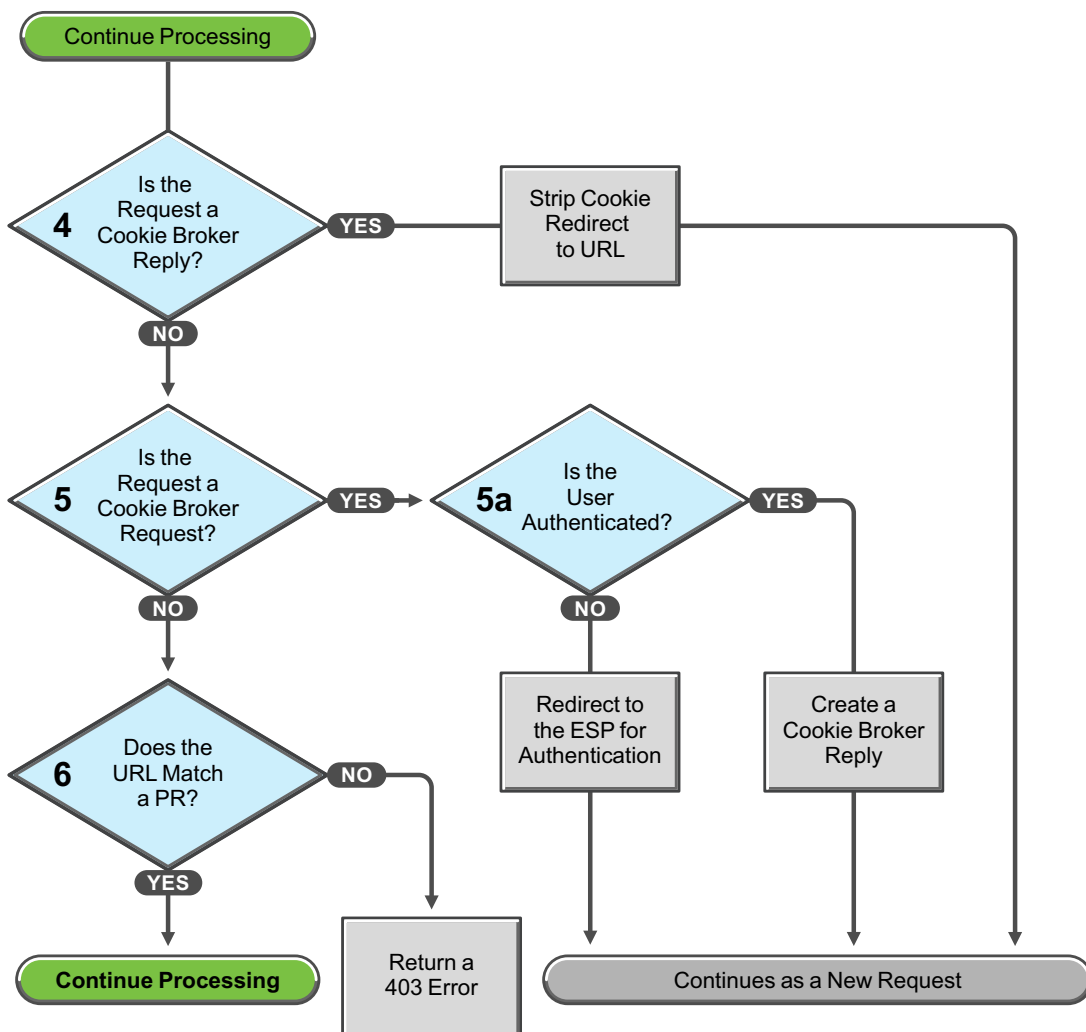 Continue Processing
4
Is the
Request a
Cookie Broker
Reply?
YES
Strip Cookie
Redirect
to URL
NO
5
Is the
Request a
Cookie Broker
Request?
YES
5a
Is the
User
Authenticated?
YES
NO
NO
Redirect to
the ESP for
Authentication
Create a
Cookie Broker
Reply
6
Does the
URL Match
a PR?
NO
YES
Continue Processing
Return a
403 Error
Continues as a New Request